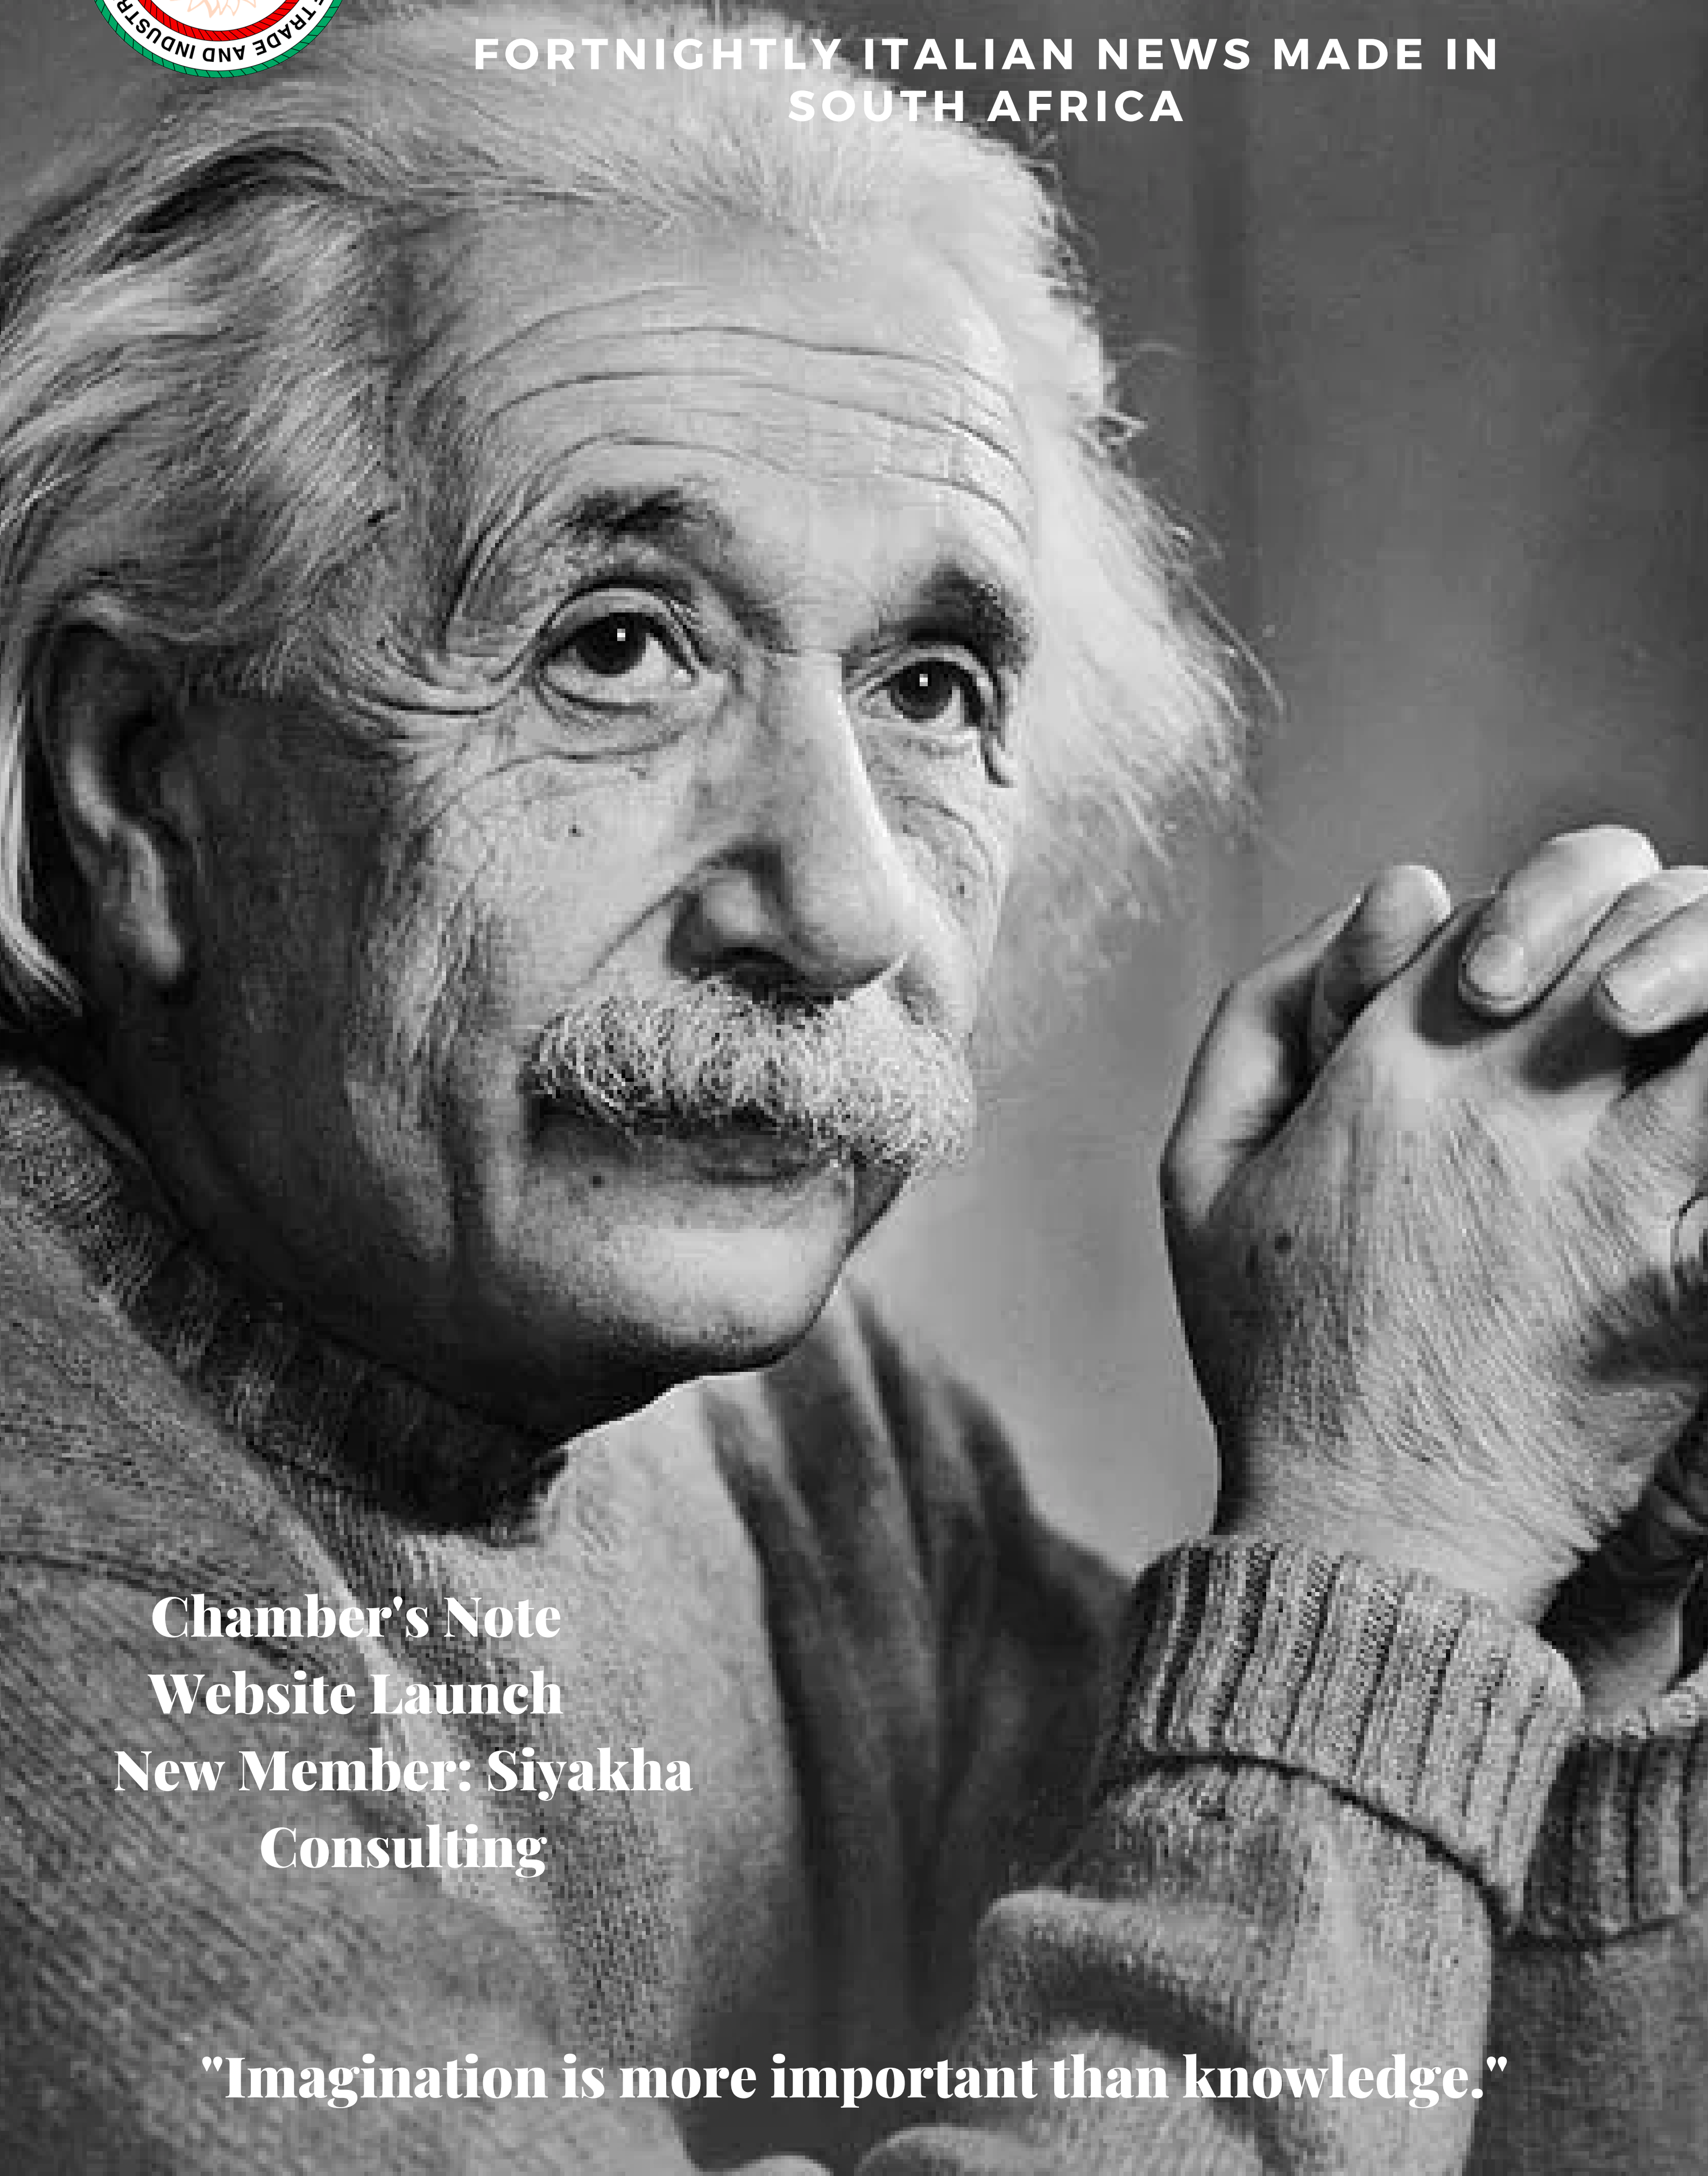 TRADE AND INDUSTR
FORTNIGHTLY ITALIAN NEWS MADE IN
SOUTH AFRICA
Chamber's Note
Website Launch
New Member: Siyakha
Consulting
"Imagination is more important than knowledge."